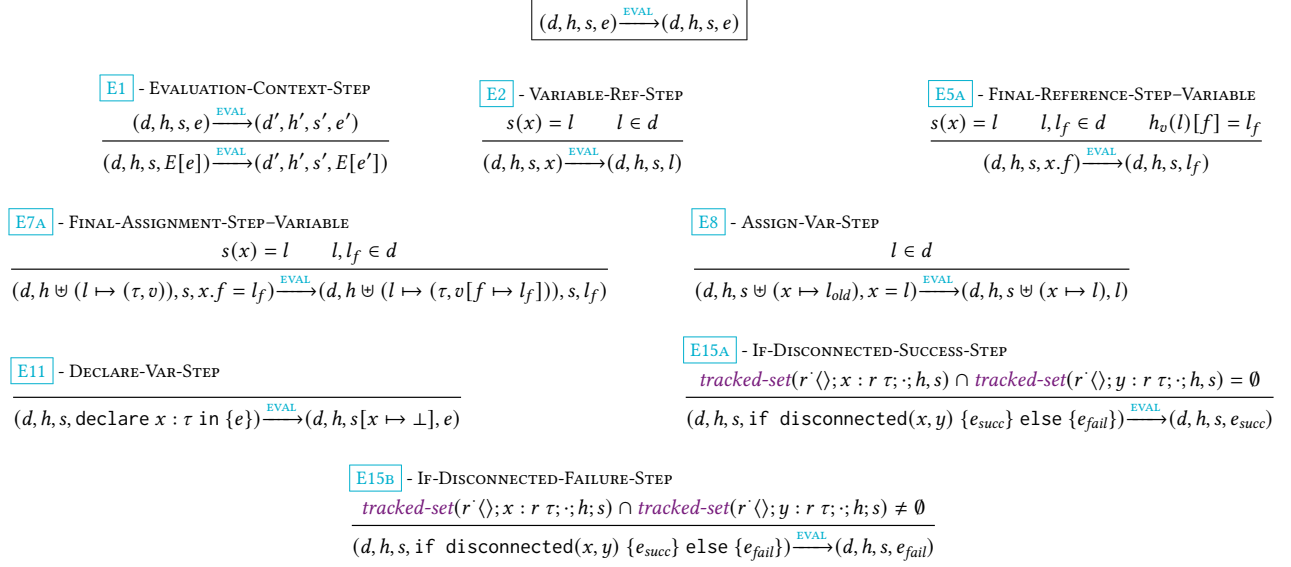 (d, h, s, e) —EVAL→ (d, h, s, e)
E1 - Evaluation-Context-Step
(d, h, s, e) —EVAL→ (d′, h′, s′, e′)
(d, h, s, E[e]) —EVAL→ (d′, h′, s′, E[e′])
E2 - Variable-Ref-Step
s(x) = l l ∈ d
(d, h, s, x) —EVAL→ (d, h, s, l)
E5A - Final-Reference-Step–Variable
s(x) = l l, l_f ∈ d h_v(l)[f] = l_f
(d, h, s, x.f) —EVAL→ (d, h, s, l_f)
E7A - Final-Assignment-Step–Variable
s(x) = l l, l_f ∈ d
(d, h ⊎ (l ↦ (τ, v)), s, x.f = l_f) —EVAL→ (d, h ⊎ (l ↦ (τ, v[f ↦ l_f])), s, l_f)
E8 - Assign-Var-Step
l ∈ d
(d, h, s ⊎ (x ↦ l_old), x = l) —EVAL→ (d, h, s ⊎ (x ↦ l), l)
E11 - Declare-Var-Step
(d, h, s, declare x : τ in {e}) —EVAL→ (d, h, s[x ↦ ⊥], e)
E15A - If-Disconnected-Success-Step
tracked-set(r˙⟨⟩; x : r τ; ·; h, s) ∩ tracked-set(r˙⟨⟩; y : r τ; ·; h, s) = ∅
(d, h, s, if disconnected(x, y) {e_succ} else {e_fail}) —EVAL→ (d, h, s, e_succ)
E15B - If-Disconnected-Failure-Step
tracked-set(r˙⟨⟩; x : r τ; ·; h; s) ∩ tracked-set(r˙⟨⟩; y : r τ; ·; h; s) ≠ ∅
(d, h, s, if disconnected(x, y) {e_succ} else {e_fail}) —EVAL→ (d, h, s, e_fail)